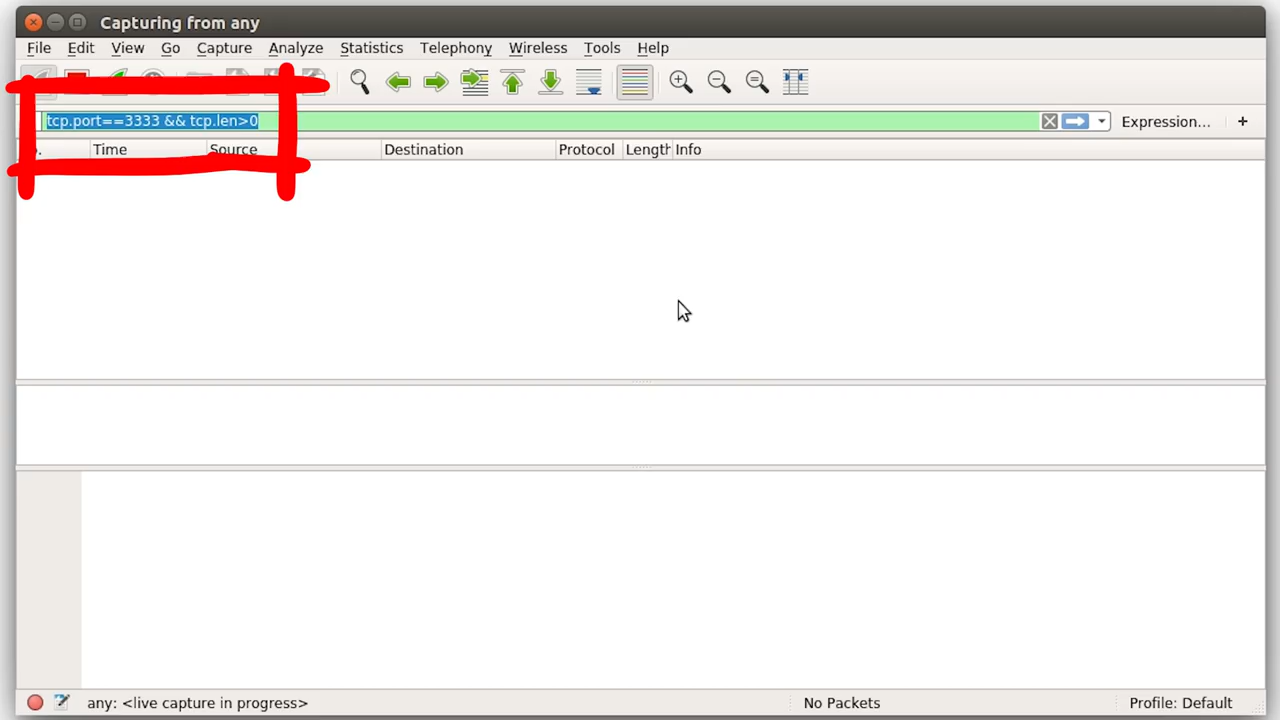 Capturing from any
File Edit View Go Capture Analyze Statistics Telephony Wireless Tools Help
tcp.port==3333 && tcp.len>0 Expression... +
Time Source Destination Protocol Length Info
any: <live capture in progress> No Packets Profile: Default